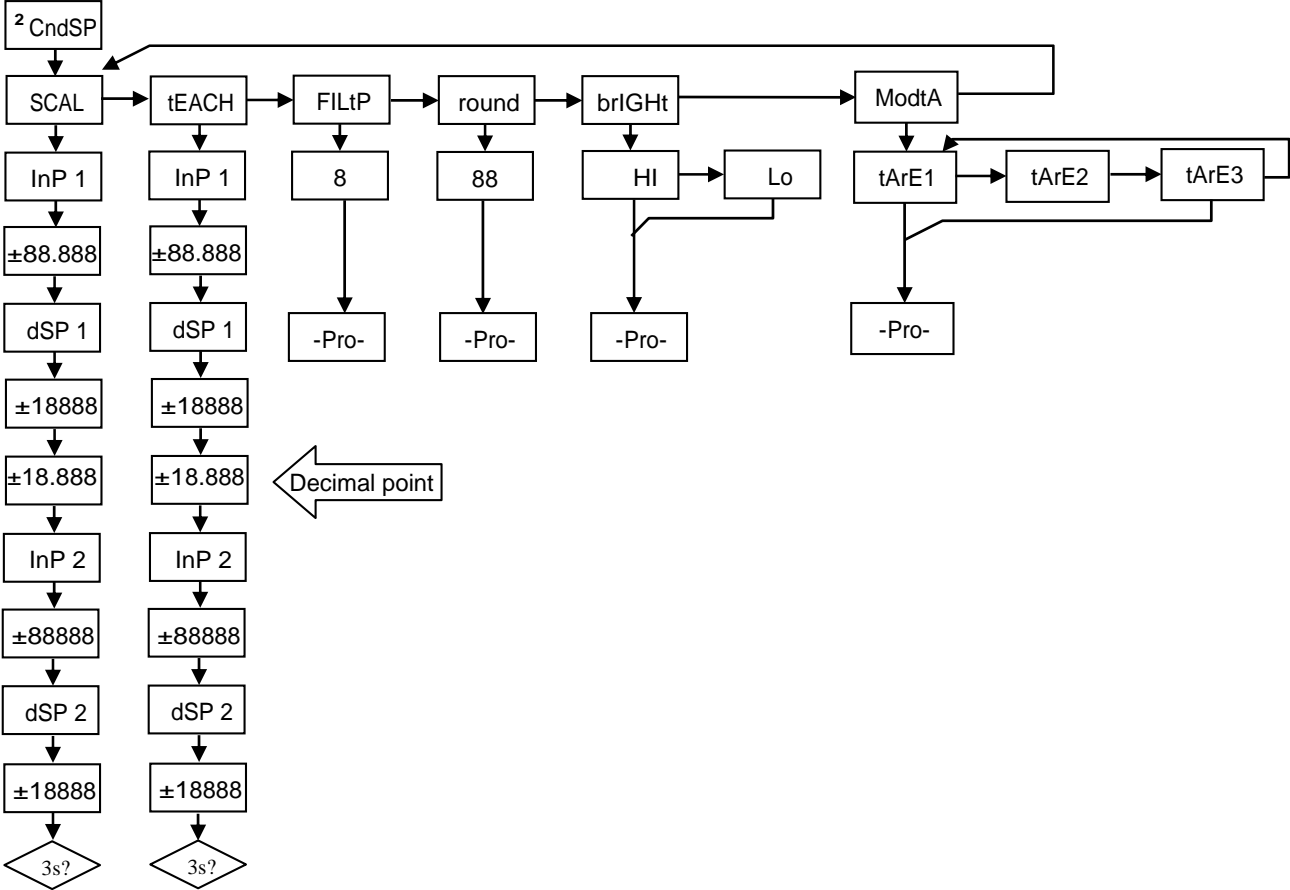 ² CndSP
SCAL
tEACH
FILtP
round
brIGHt
ModtA
InP 1
InP 1
8
88
HI
Lo
tArE1
tArE2
tArE3
±88.888
±88.888
dSP 1
dSP 1
-Pro-
-Pro-
-Pro-
-Pro-
±18888
±18888
±18.888
±18.888
Decimal point
InP 2
InP 2
±88888
±88888
dSP 2
dSP 2
±18888
±18888
3s?
3s?